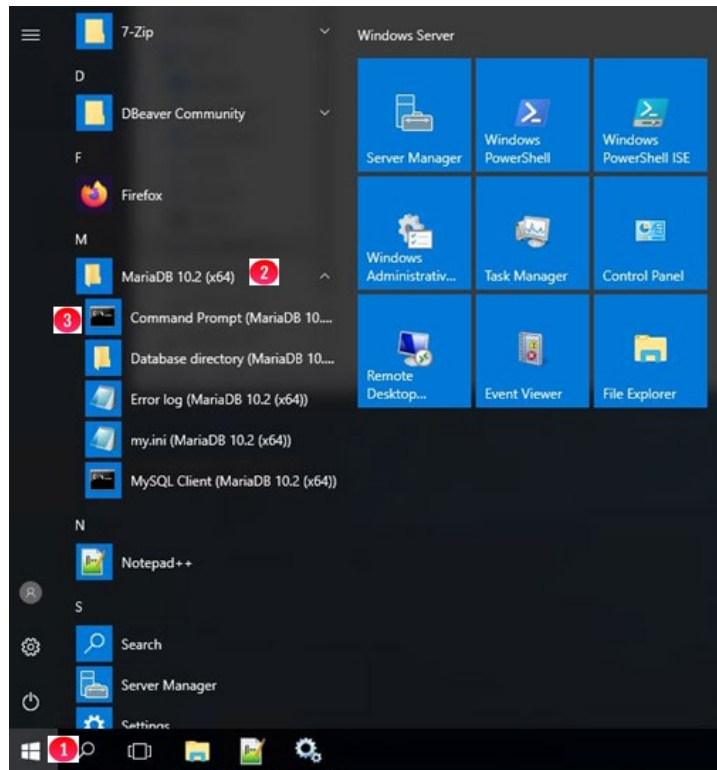 7-Zip
D
DBeaver Community
F
Firefox
M
MariaDB 10.2 (x64)
2
3
Command Prompt (MariaDB 10....
Database directory (MariaDB 10....
Error log (MariaDB 10.2 (x64))
my.ini (MariaDB 10.2 (x64))
MySQL Client (MariaDB 10.2 (x64))
N
Notepad++
S
Search
Server Manager
Settings
1
Windows Server
Server Manager
Windows
PowerShell
Windows
PowerShell ISE
Windows
Administrativ...
Task Manager
Control Panel
Remote
Desktop...
Event Viewer
File Explorer